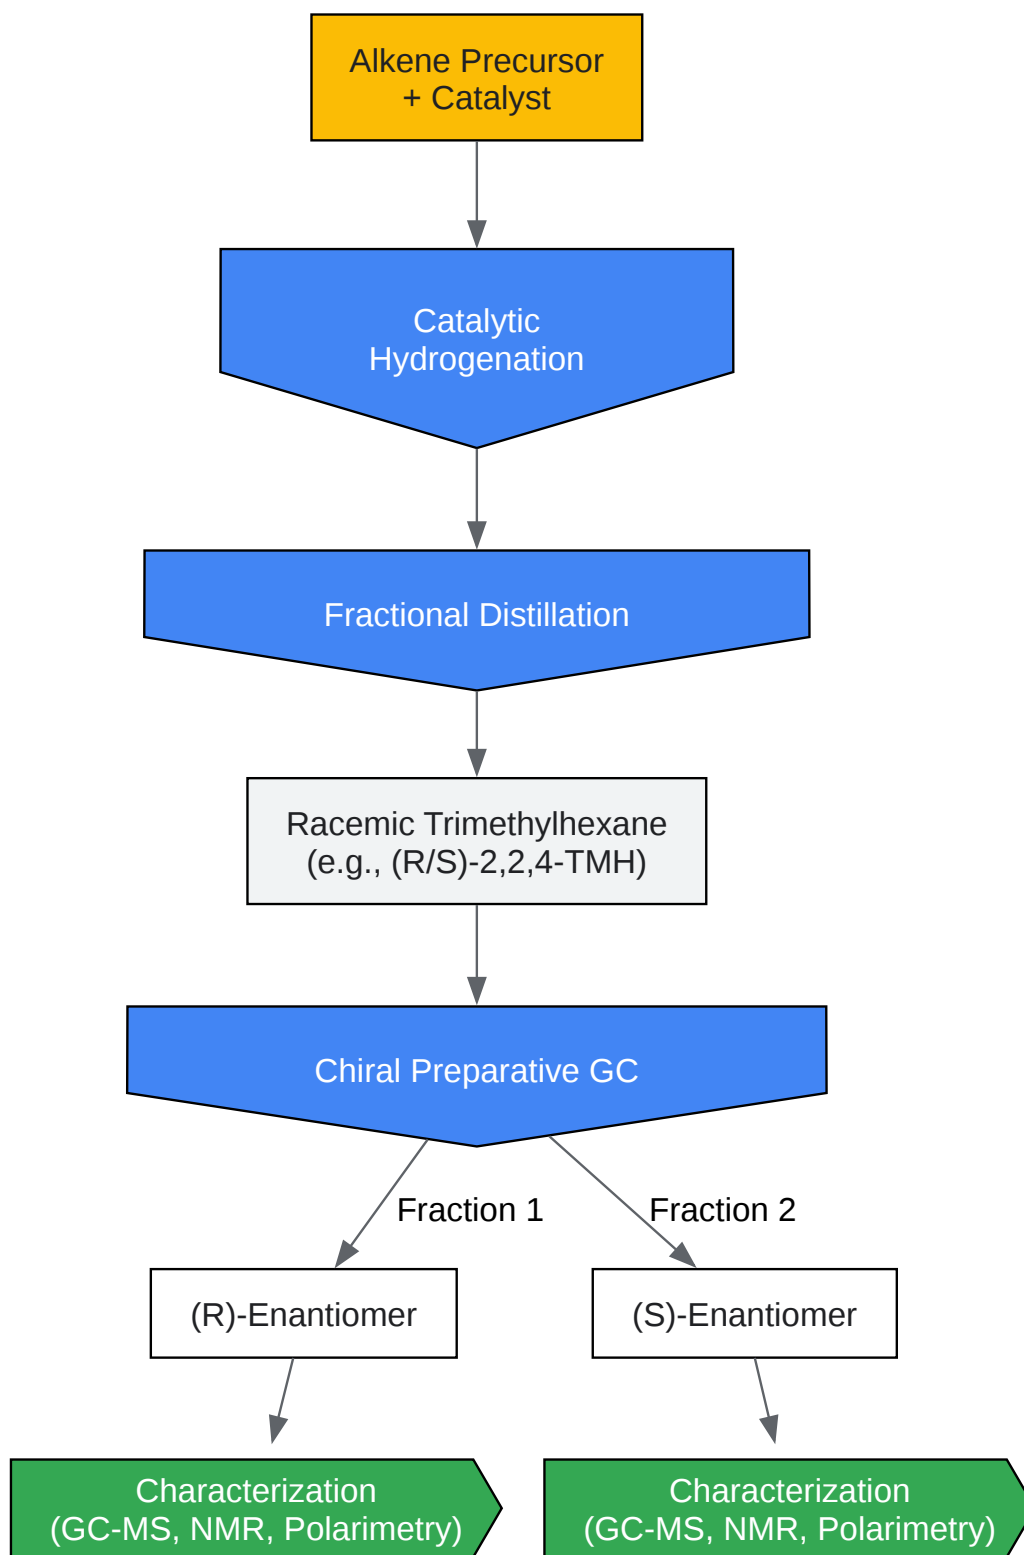 Alkene Precursor
+ Catalyst
Catalytic
Hydrogenation
Fractional Distillation
Racemic Trimethylhexane
(e.g., (R/S)-2,2,4-TMH)
Chiral Preparative GC
Fraction 1
Fraction 2
(R)-Enantiomer
(S)-Enantiomer
Characterization
(GC-MS, NMR, Polarimetry)
Characterization
(GC-MS, NMR, Polarimetry)